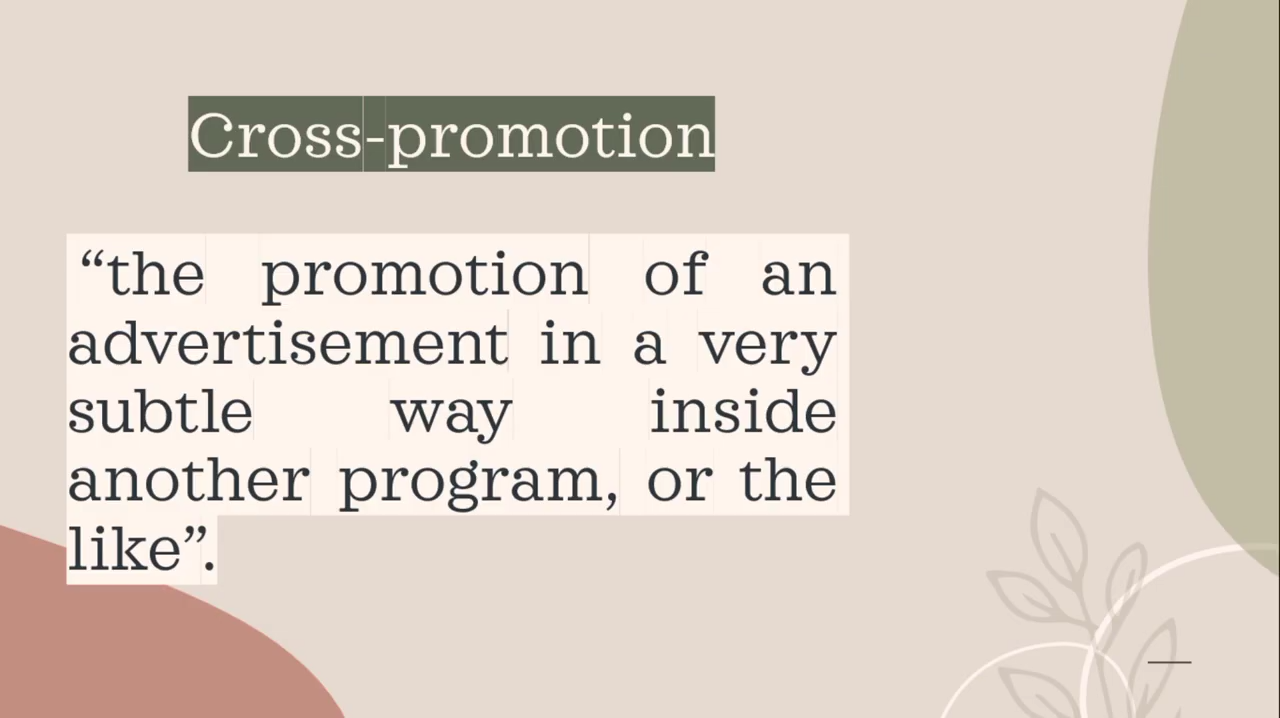 Cross-promotion
“the promotion of an
advertisement in a very
subtle way inside
another program, or the
like”.